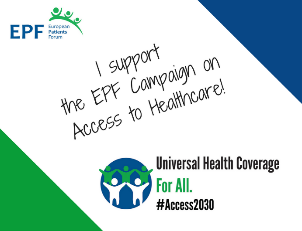 EPF
European
Patients
Forum
I support
the EPF Campaign on
Access to Healthcare!
Universal Health Coverage
For All.
#Access2030